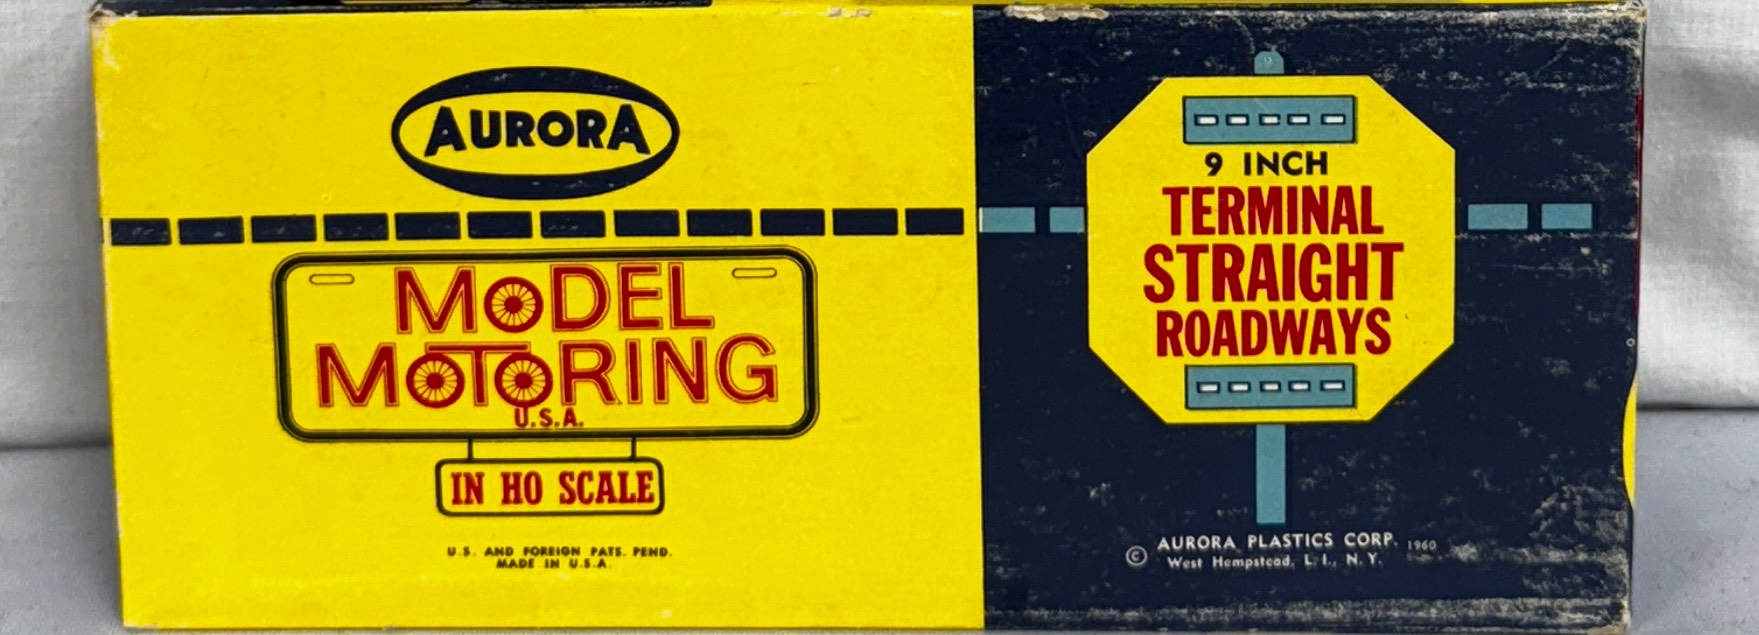 AURORA
MODEL
MOTORING
U.S.A.
IN HO SCALE
U.S. AND FOREIGN PATS. PEND.
MADE IN U.S.A.
9 INCH
TERMINAL
STRAIGHT
ROADWAYS
© AURORA PLASTICS CORP. 1960
West Hempstead, L. I., N. Y.